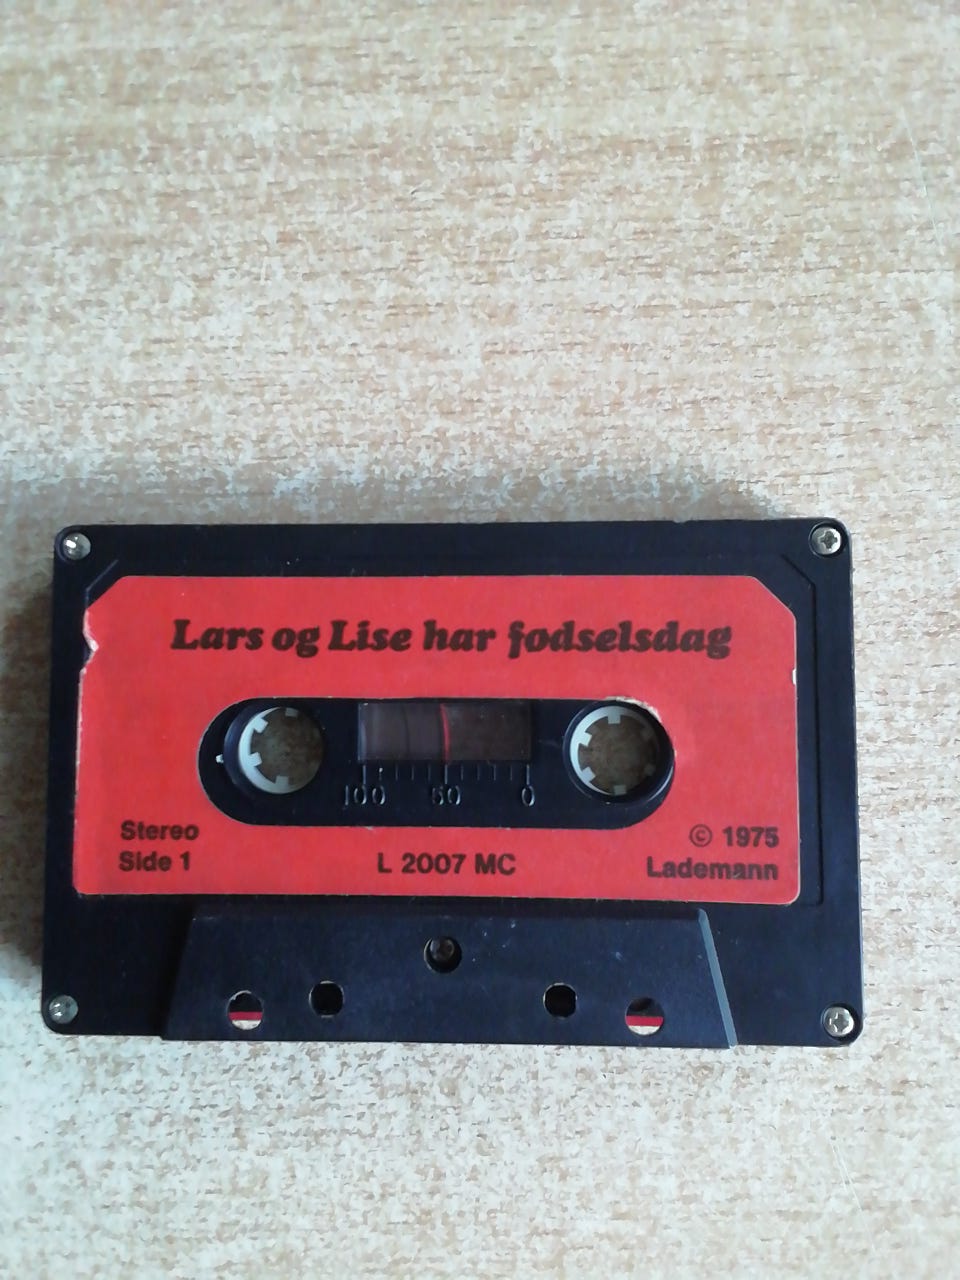 Lars og Lise har fødselsdag
100 50 0
Stereo
Side 1
L 2007 MC
© 1975
Lademann